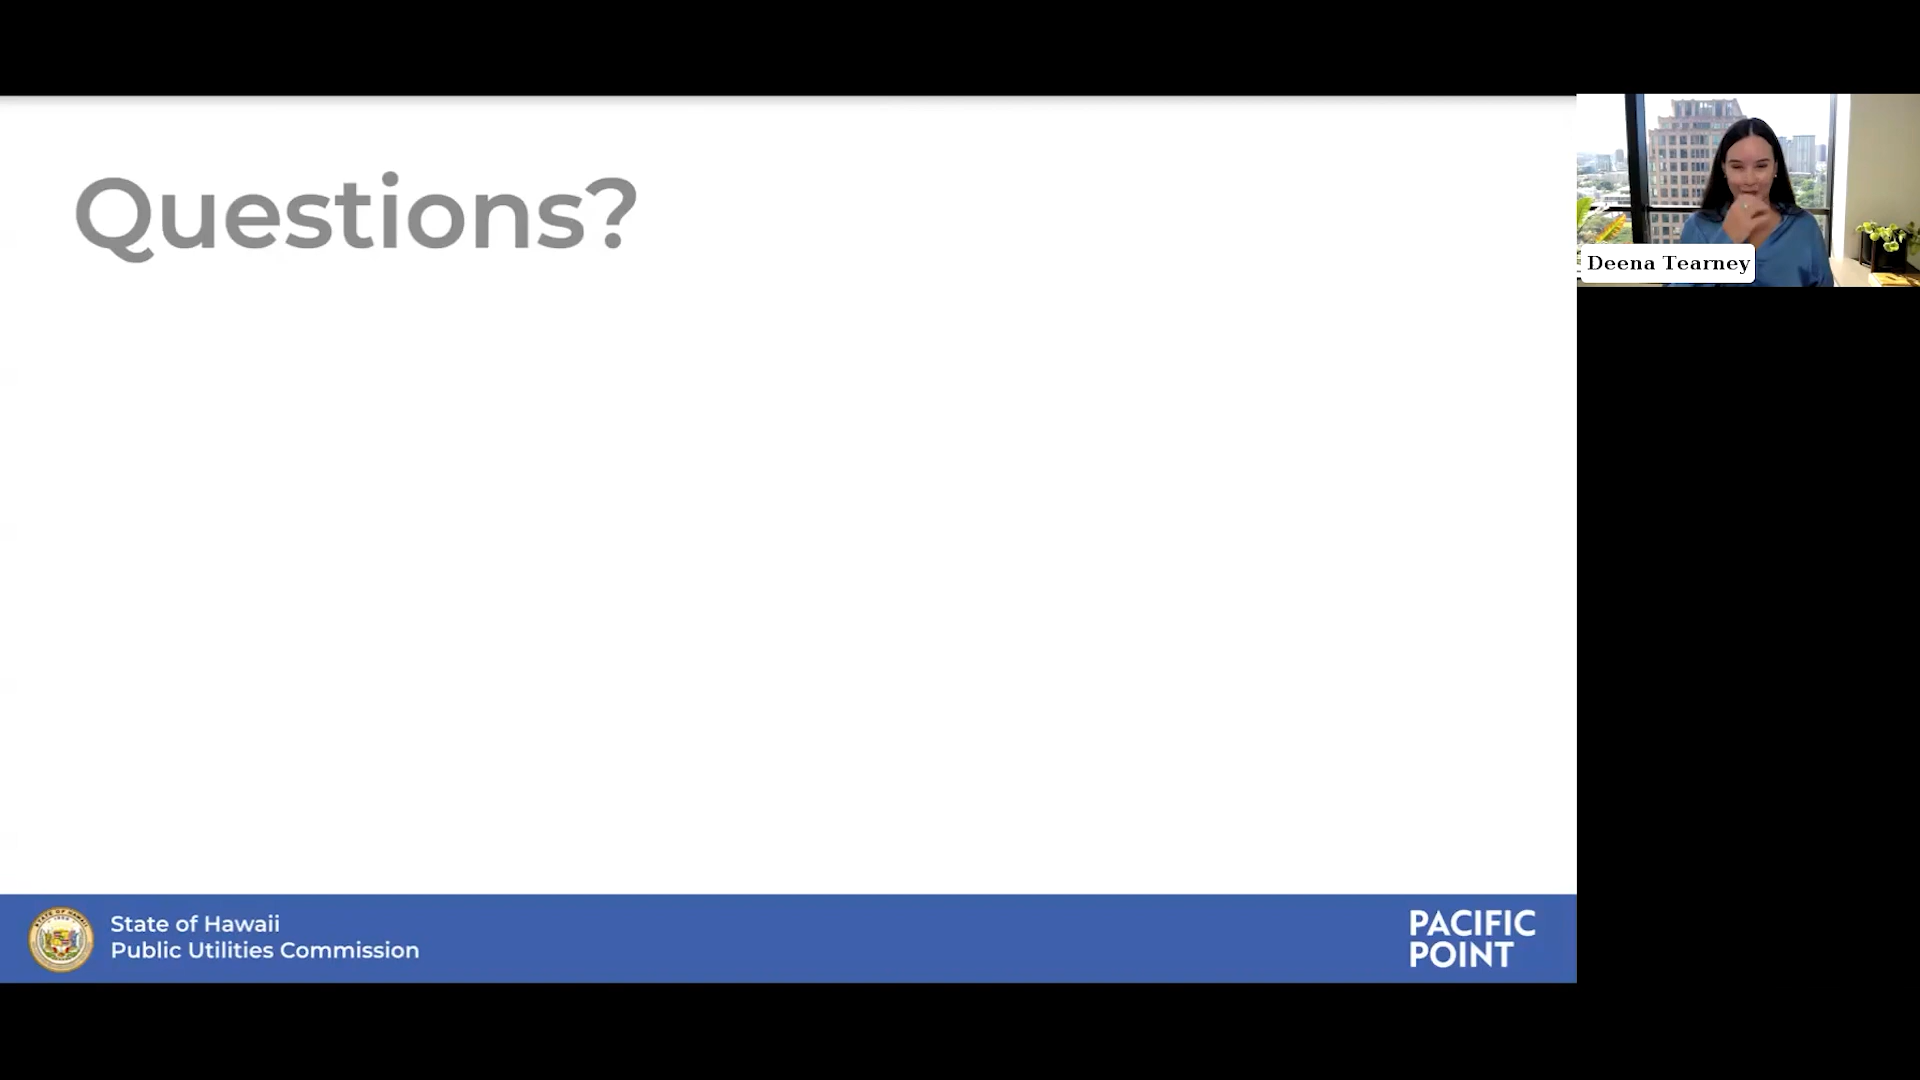 Questions?
Deena Tearney
State of Hawaii
Public Utilities Commission
PACIFIC
POINT